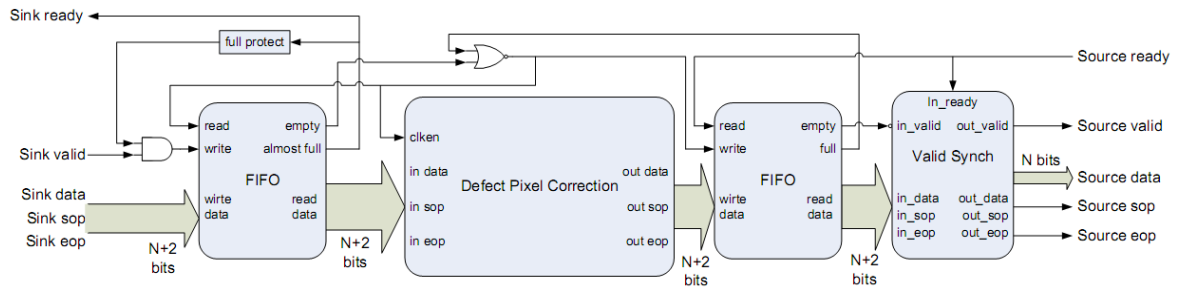 Sink ready
full protect
Source ready
In_ready
read
empty
clken
read
empty
in_valid
out_valid
Source valid
Sink valid
write
almost full
write
full
Valid Synch
N bits
FIFO
in data
Defect Pixel Correction
out data
FIFO
Source data
Sink data
Sink sop
Sink eop
wirte
data
read
data
in sop
out sop
wirte
data
read
data
in_data
in_sop
in_eop
out_data
out_sop
out_eop
Source sop
Source eop
in eop
out eop
N+2
bits
N+2
bits
N+2
bits
N+2
bits